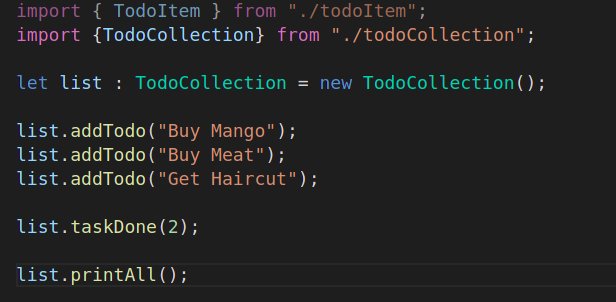 import { TodoItem } from "./todoItem";
import {TodoCollection} from "./todoCollection";
let list : TodoCollection = new TodoCollection();
list.addTodo("Buy Mango");
list.addTodo("Buy Meat");
list.addTodo("Get Haircut");
list.taskDone(2);
list.printAll();